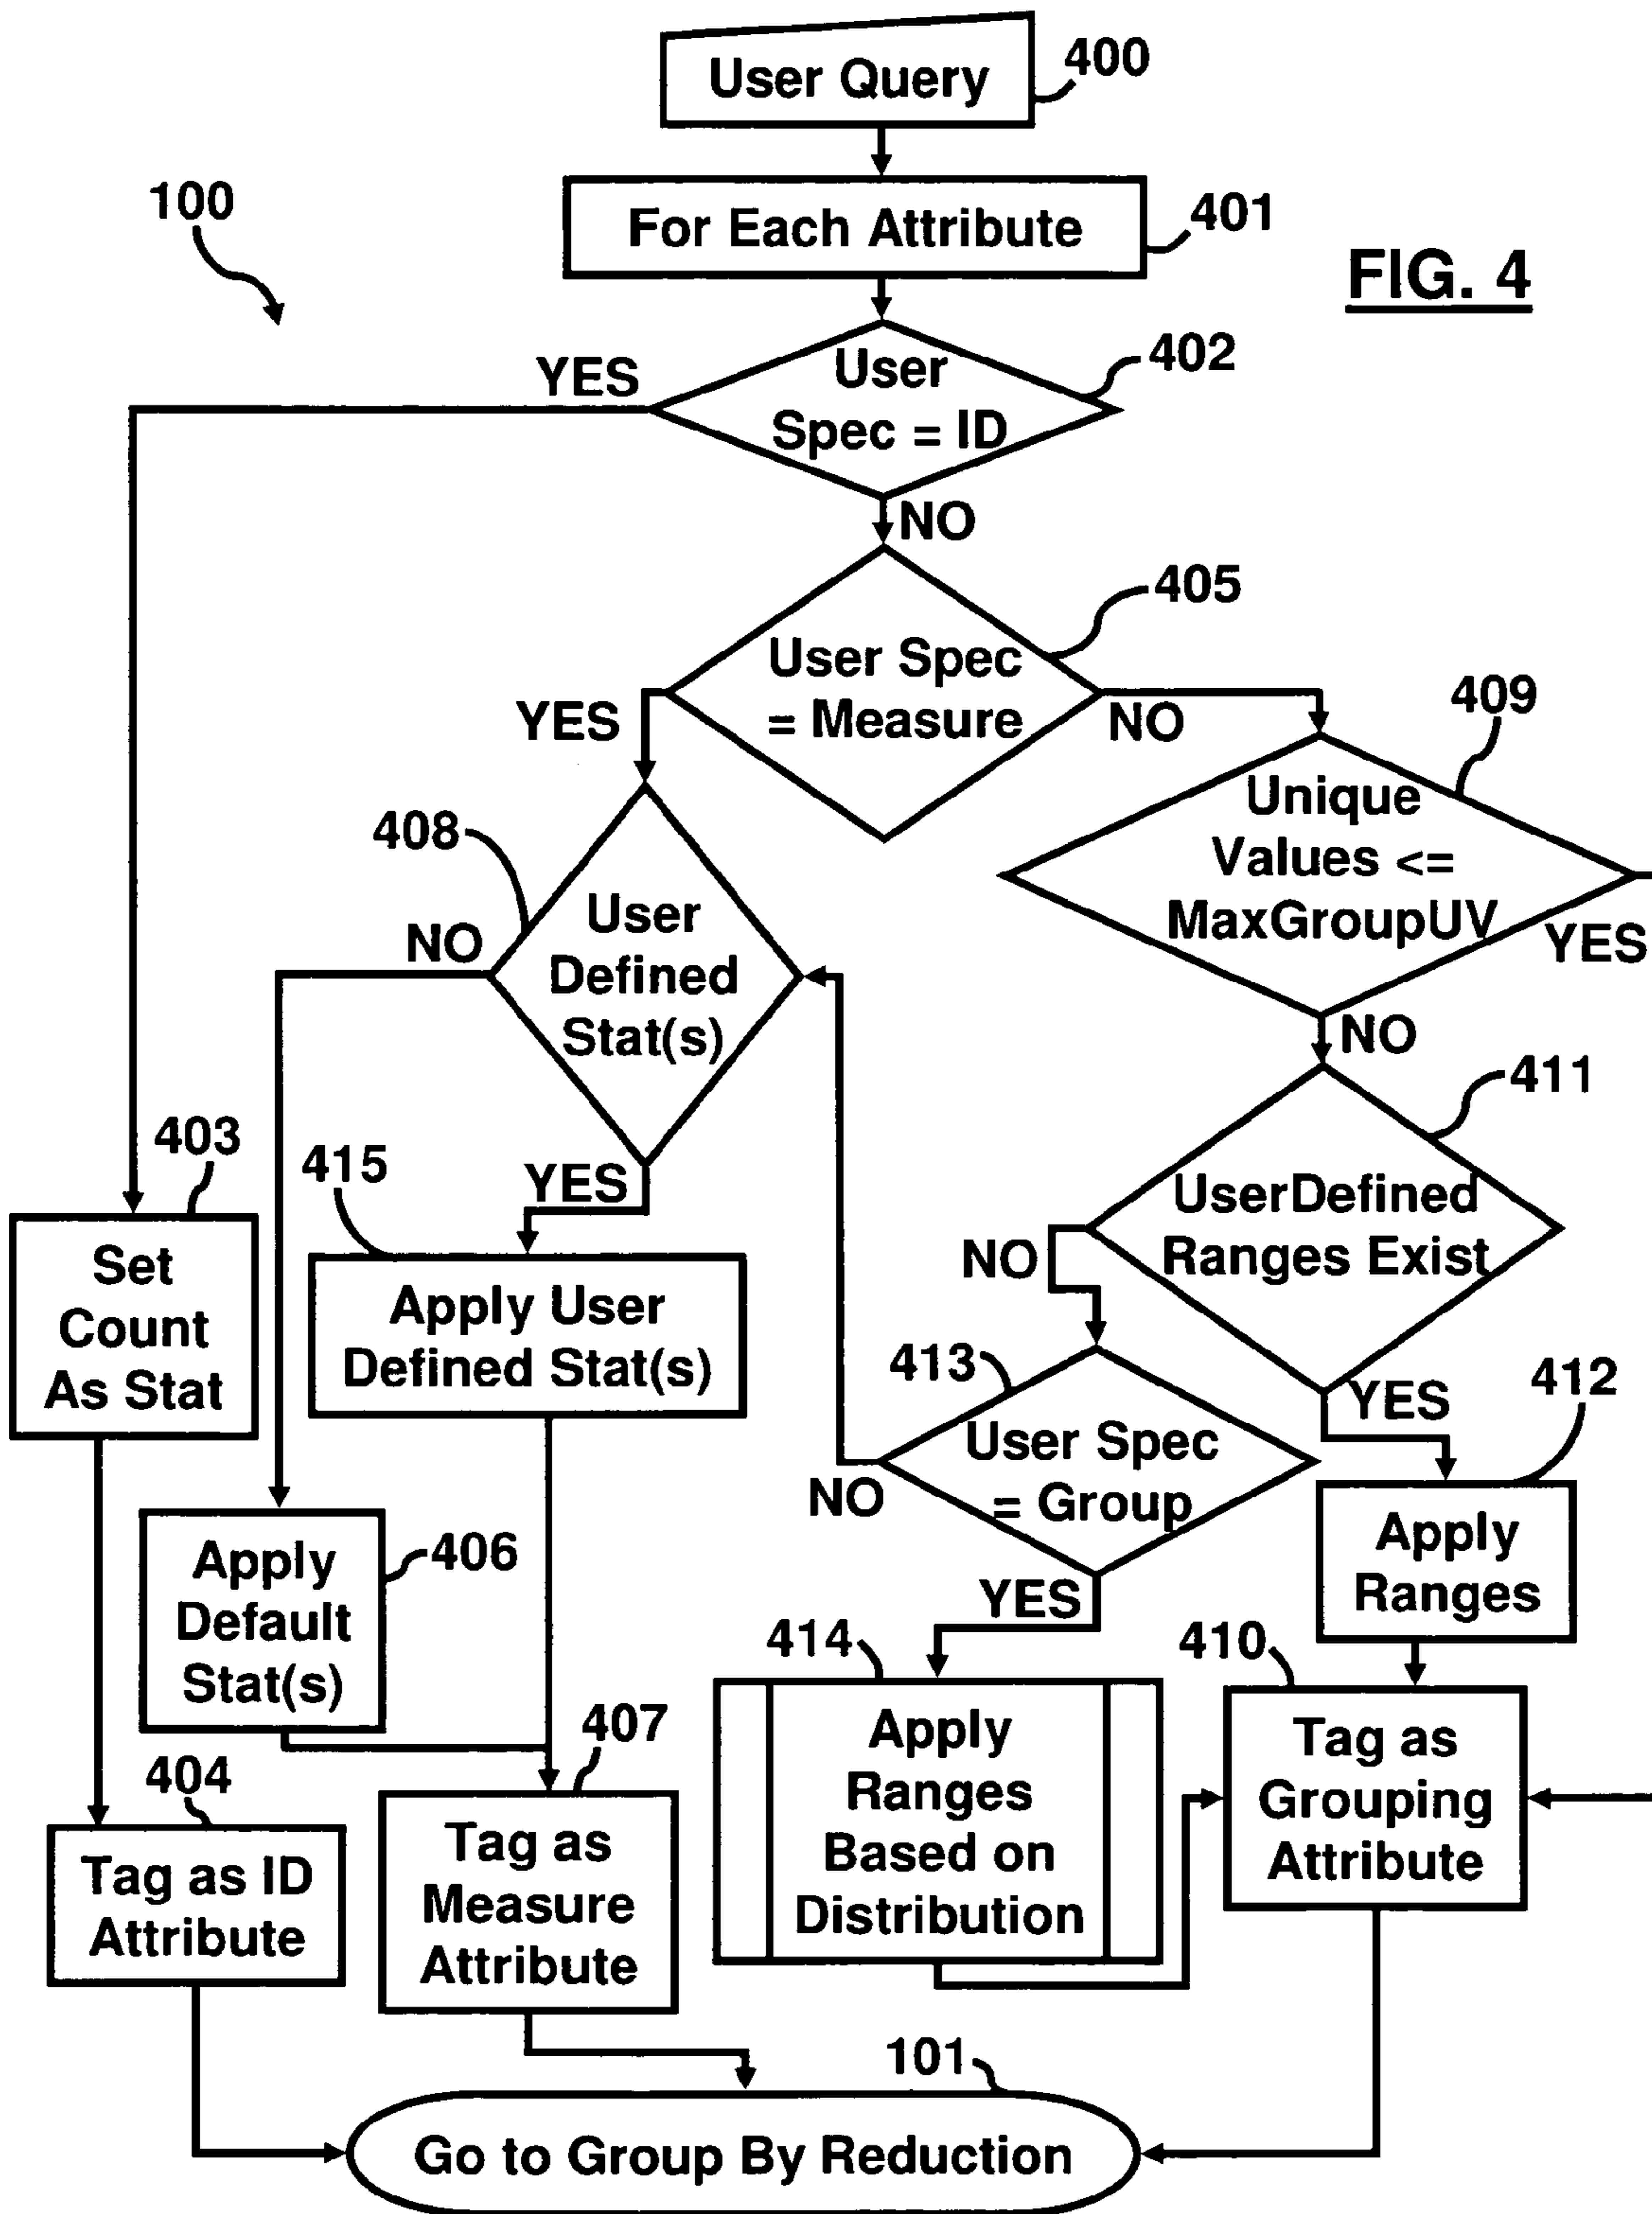 User Query
400
100
For Each Attribute
401
FIG. 4
YES
User
Spec = ID
402
NO
405
User Spec
= Measure
YES
NO
409
Unique
Values <=
MaxGroupUV
YES
408
User
Defined
Stat(s)
NO
NO
411
403
415
YES
UserDefined
Ranges Exist
NO
Set
Count
As Stat
Apply User
Defined Stat(s)
413
YES
412
User Spec
= Group
NO
Apply
Ranges
Apply
Default
Stat(s)
406
YES
414
410
404
407
Apply
Ranges
Based on
Distribution
Tag as
Grouping
Attribute
Tag as ID
Attribute
Tag as
Measure
Attribute
101
Go to Group By Reduction